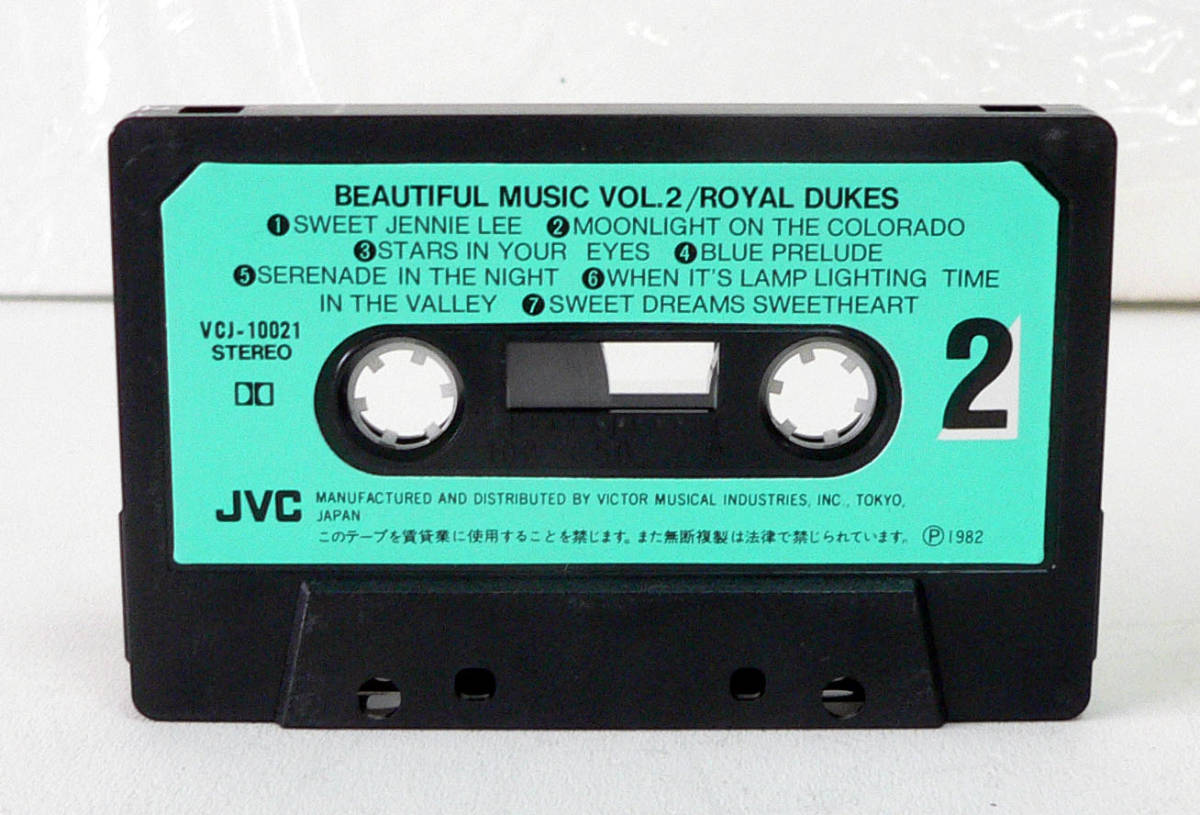 BEAUTIFUL MUSIC VOL.2/ROYAL DUKES
❶SWEET JENNIE LEE ❷MOONLIGHT ON THE COLORADO
❸STARS IN YOUR EYES ❹BLUE PRELUDE
❺SERENADE IN THE NIGHT ❻WHEN IT'S LAMP LIGHTING TIME
IN THE VALLEY ❼SWEET DREAMS SWEETHEART
VCJ-10021
STEREO
2
JVC MANUFACTURED AND DISTRIBUTED BY VICTOR MUSICAL INDUSTRIES, INC., TOKYO,
JAPAN
このテープを賃貸業に使用することを禁じます。また無断複製は法律で禁じられています。 Ⓟ1982